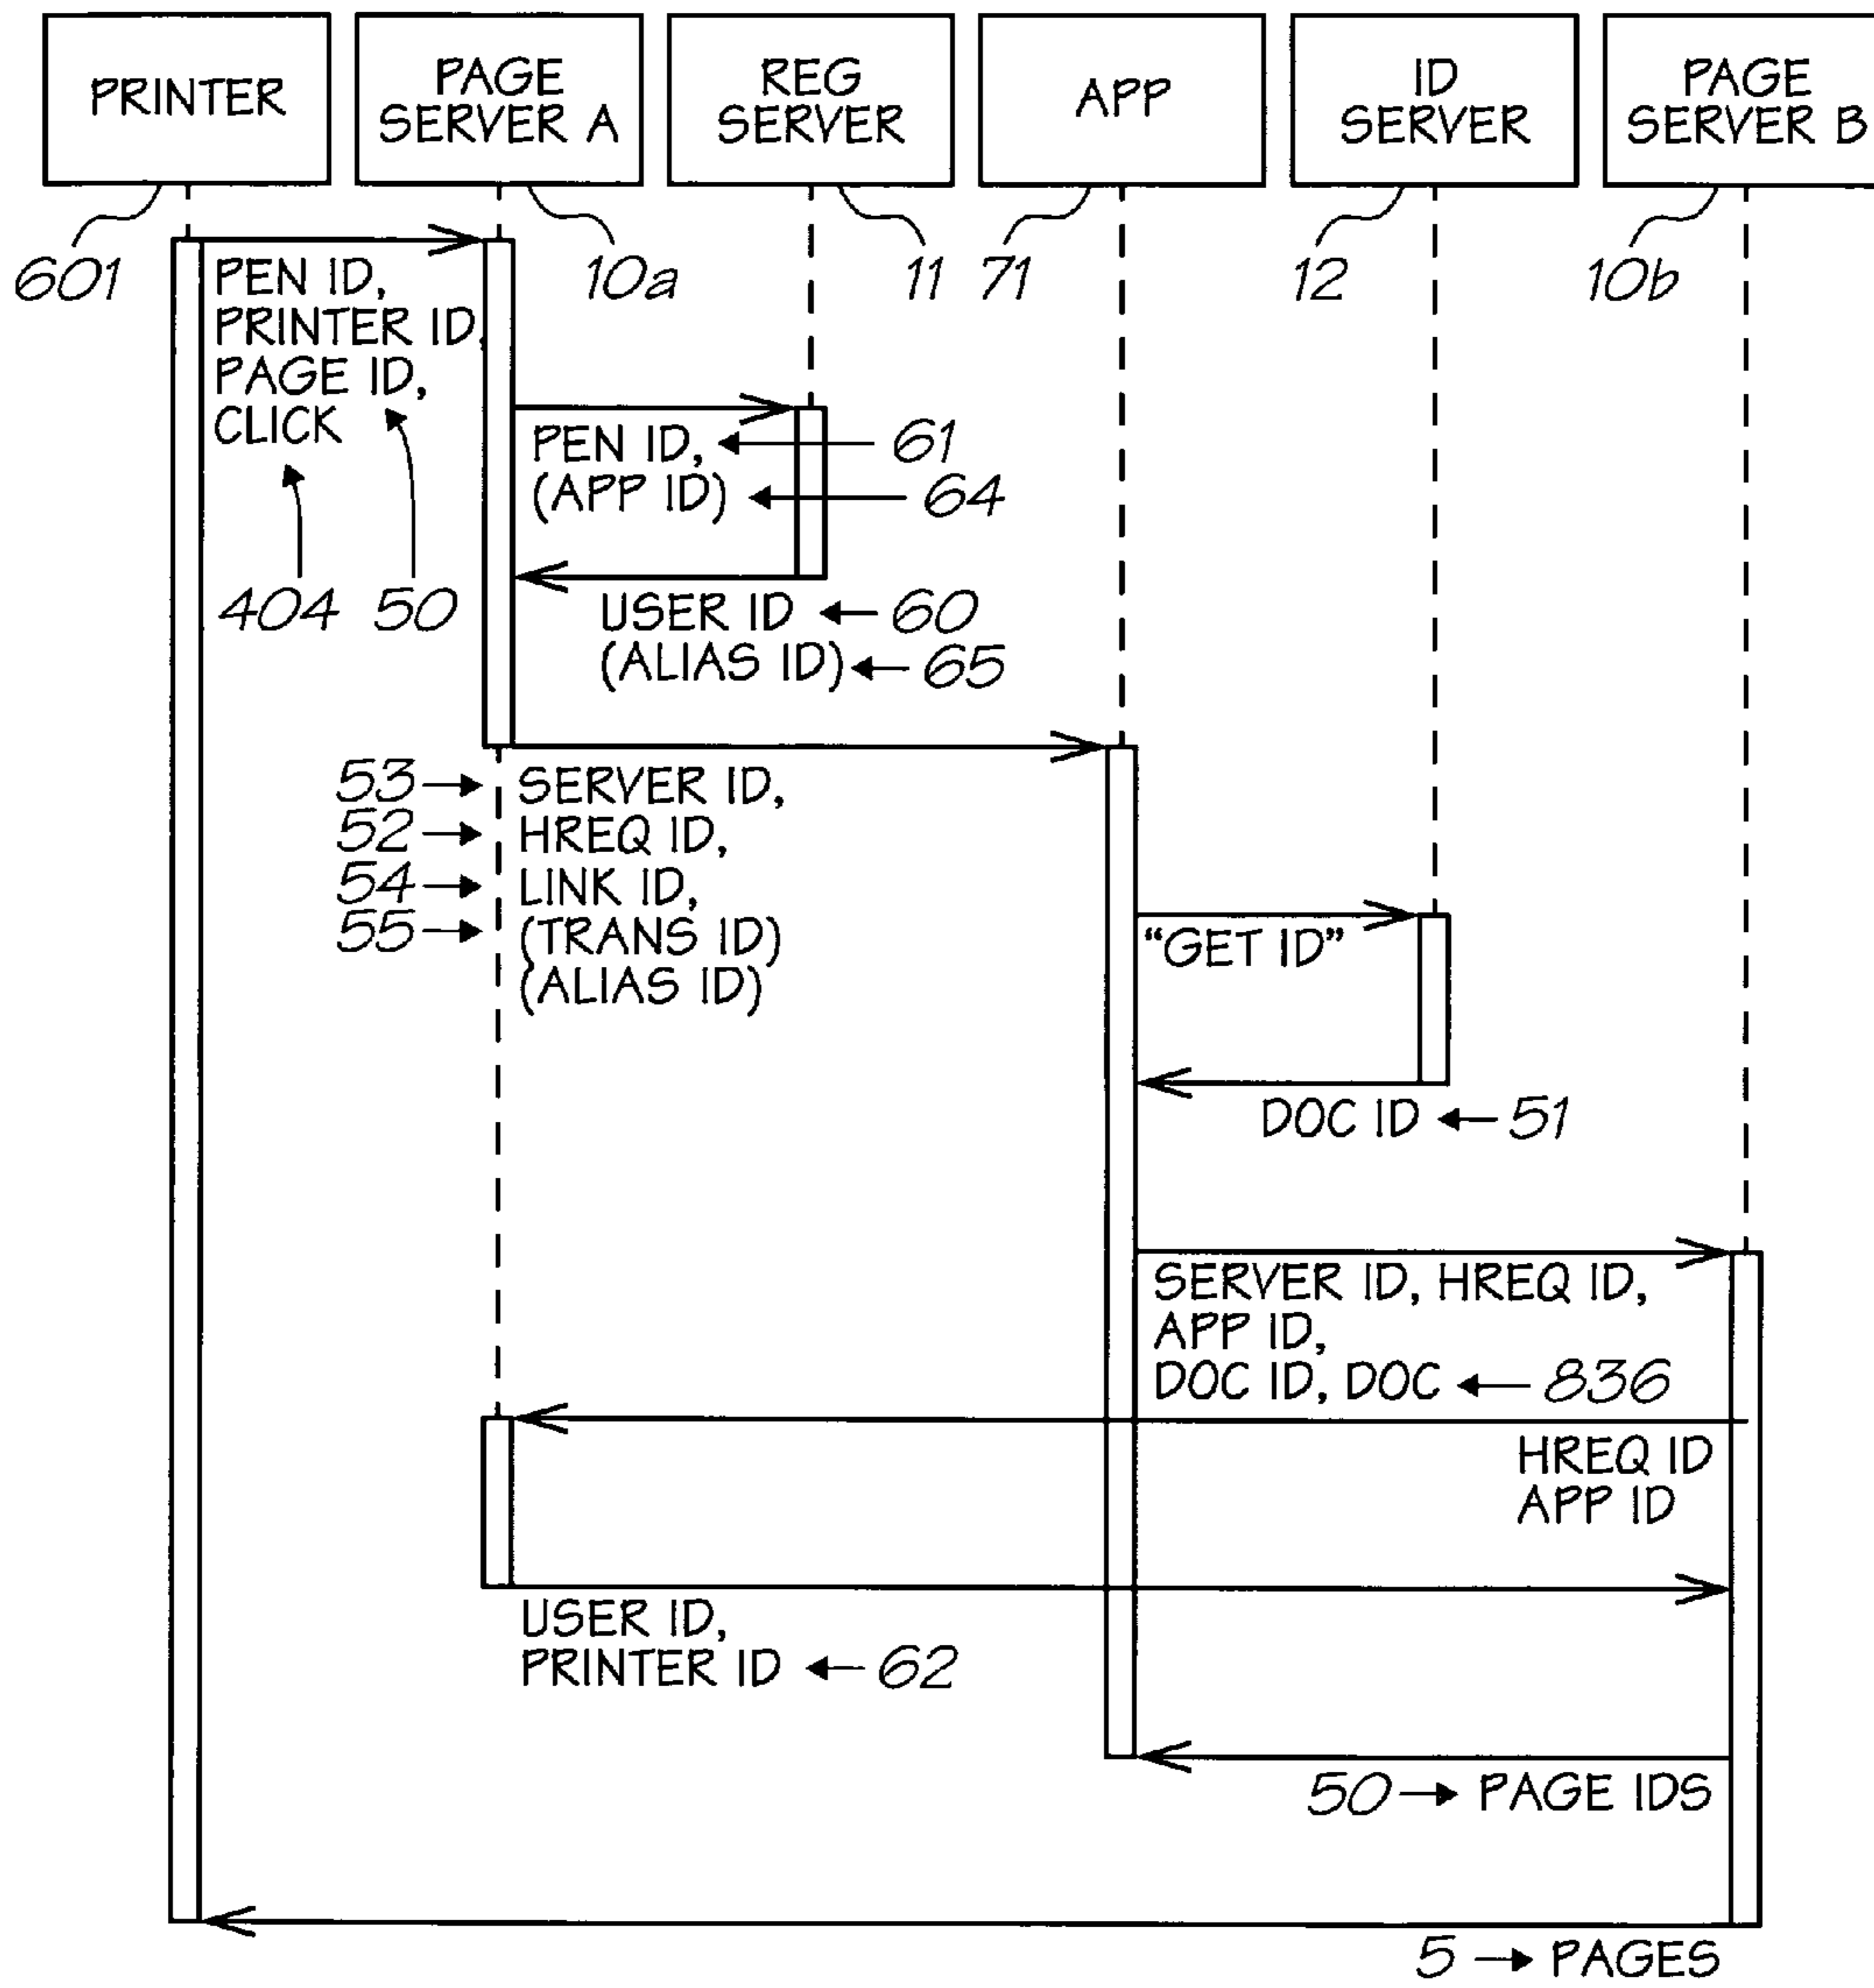 PRINTER
PAGE
SERVER A
REG
SERVER
APP
ID
SERVER
PAGE
SERVER B
601
10a
11
71
12
10b
PEN ID,
PRINTER ID
PAGE ID,
CLICK
404
50
PEN ID,
61
(APP ID)
64
USER ID
60
(ALIAS ID)
65
53
SERVER ID,
52
HREQ ID,
54
LINK ID,
55
(TRANS ID)
(ALIAS ID)
“GET ID”
DOC ID
51
SERVER ID, HREQ ID,
APP ID,
DOC ID, DOC
836
HREQ ID
APP ID
USER ID,
PRINTER ID
62
50
PAGE IDS
5
PAGES